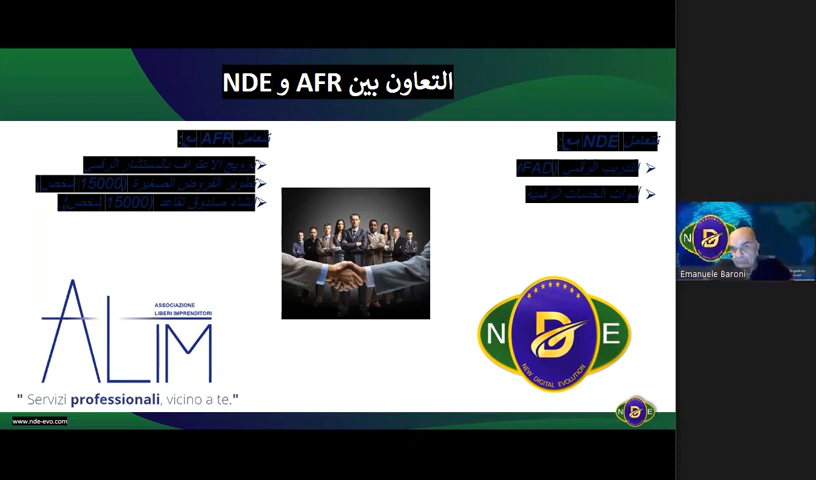 التعاون بين AFR و NDE
تتعامل NDE مع:
التدريب الرقمي (FAD)
أدوات الخدمات الرقمية
تتعامل AFR مع:
ترويج الإعتراف بالمستشار الرقمي
تطوير القروض الصغيرة (15000 شخص)
إنشاء صندوق تقاعد (15000 شخص)
ASSOCIAZIONE
LIBERI IMPRENDITORI
ALIM
" Servizi professionali, vicino a te."
N D E
NEW DIGITAL EVOLUTION
www.nde-evo.com
N D E
N D
Emanuele Baroni